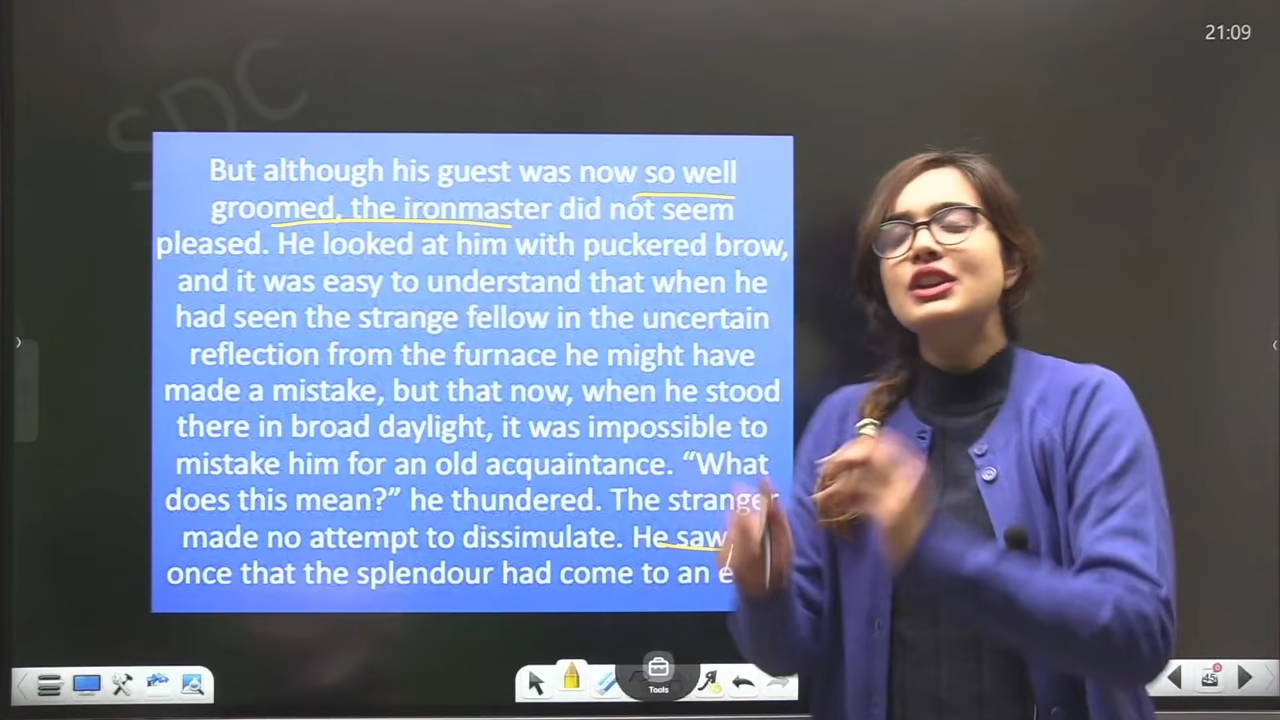 21:09
SDC
But although his guest was now so well
groomed, the ironmaster did not seem
pleased. He looked at him with puckered brow,
and it was easy to understand that when he
had seen the strange fellow in the uncertain
reflection from the furnace he might have
made a mistake, but that now, when he stood
there in broad daylight, it was impossible to
mistake him for an old acquaintance. “What
does this mean?” he thundered. The stranger
made no attempt to dissimulate. He saw
once that the splendour had come to an
Tools
45